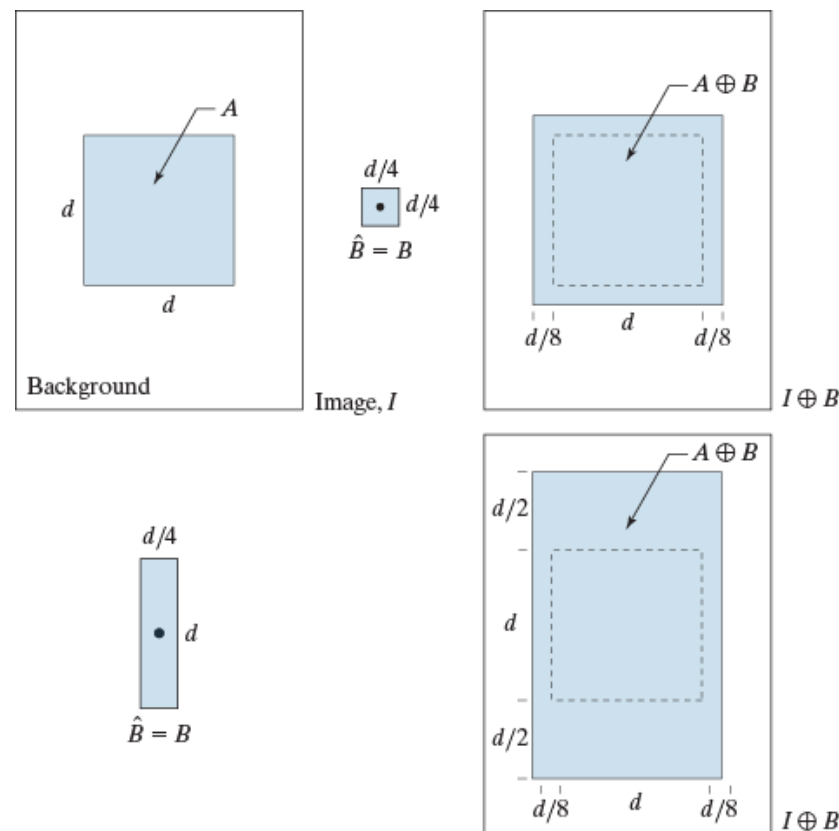 A
d
d
Background
Image, I
d/4
d/4
B̂ = B
A ⊕ B
d/8
d
d/8
I ⊕ B
d/4
d
B̂ = B
A ⊕ B
d/2
d
d/2
d/8
d
d/8
I ⊕ B